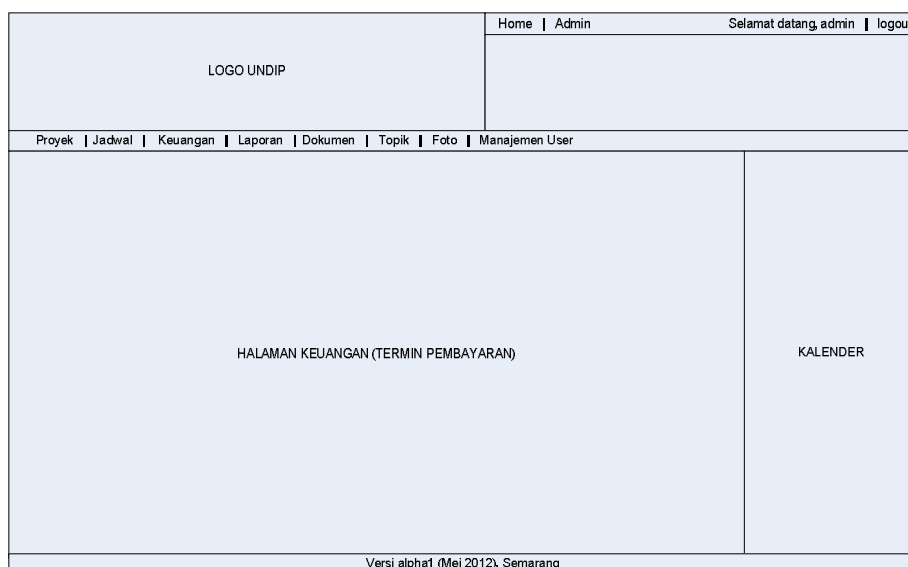 Home | Admin Selamat datang, admin | logou
LOGO UNDIP
Proyek | Jadwal | Keuangan | Laporan | Dokumen | Topik | Foto | Manajemen User
HALAMAN KEUANGAN (TERMIN PEMBAYARAN)
KALENDER
Versi alpha1 (Mei 2012), Semarang